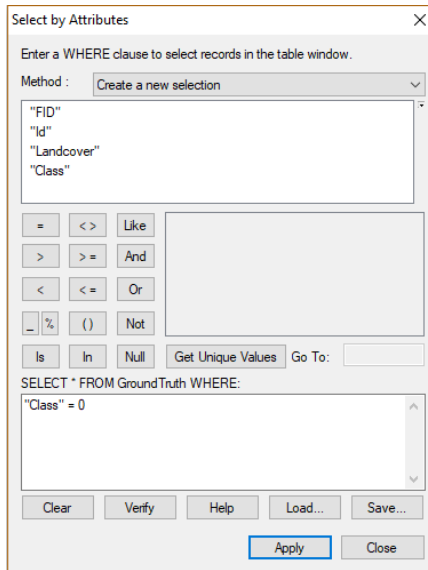 Select by Attributes
Enter a WHERE clause to select records in the table window.
Method : Create a new selection
"FID"
"Id"
"Landcover"
"Class"
= < > Like
> > = And
< < = Or
_ % () Not
Is In Null Get Unique Values Go To:
SELECT * FROM GroundTruth WHERE:
"Class" = 0
Clear Verify Help Load... Save...
Apply Close